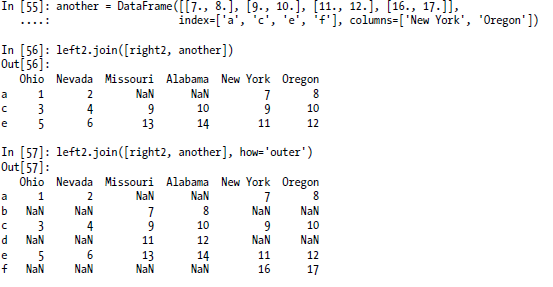 In [55]: another = DataFrame([[7., 8.], [9., 10.], [11., 12.], [16., 17.]],
....: index=['a', 'c', 'e', 'f'], columns=['New York', 'Oregon'])
In [56]: left2.join([right2, another])
Out[56]:
Ohio Nevada Missouri Alabama New York Oregon
a 1 2 NaN NaN 7 8
c 3 4 9 10 9 10
e 5 6 13 14 11 12
In [57]: left2.join([right2, another], how='outer')
Out[57]:
Ohio Nevada Missouri Alabama New York Oregon
a 1 2 NaN NaN 7 8
b NaN NaN 7 8 NaN NaN
c 3 4 9 10 9 10
d NaN NaN 11 12 NaN NaN
e 5 6 13 14 11 12
f NaN NaN NaN NaN 16 17